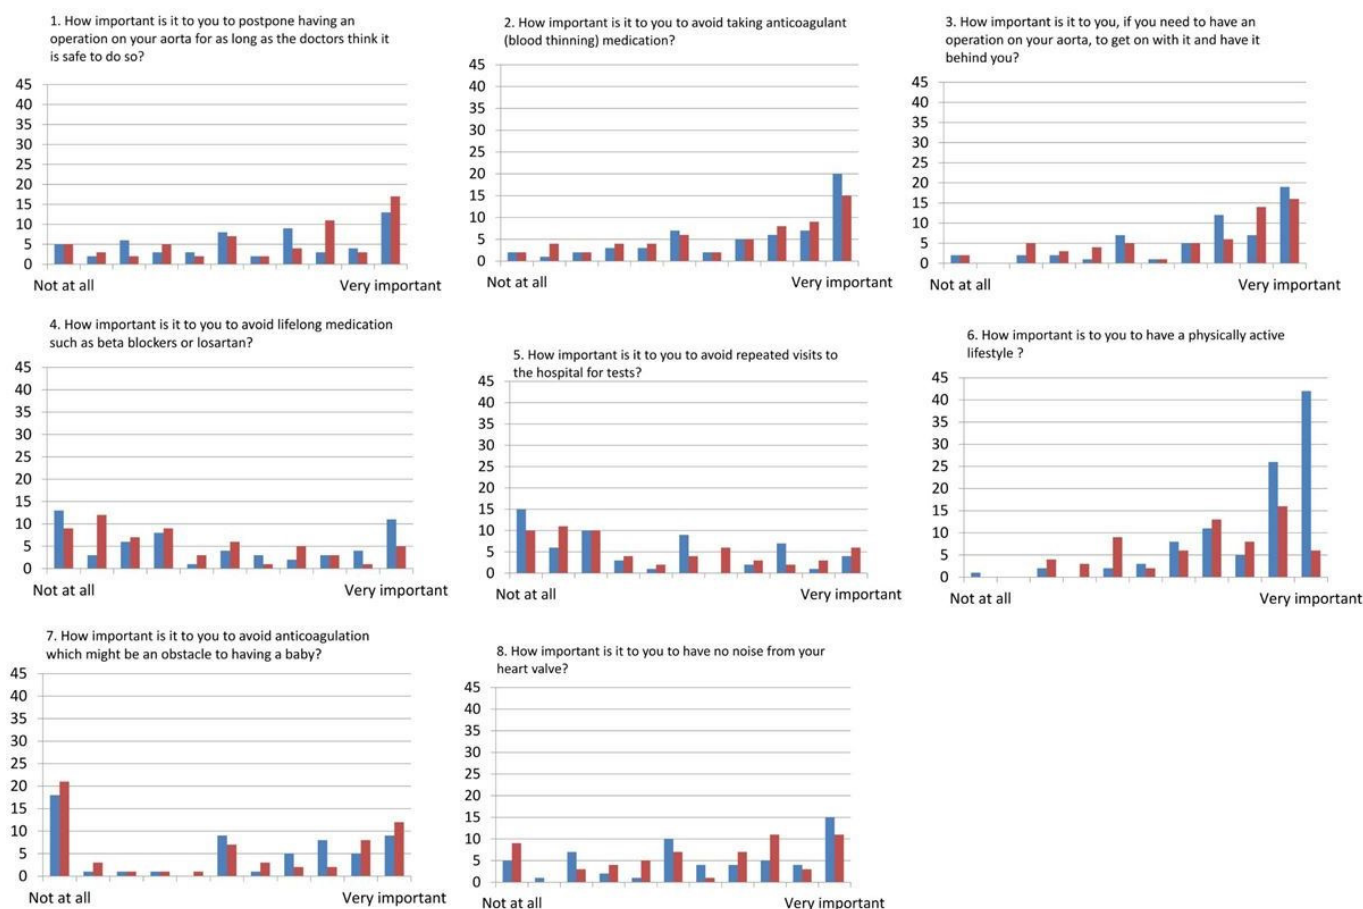 1. How important is it to you to postpone having an
operation on your aorta for as long as the doctors think it
is safe to do so?
45
40
35
30
25
20
15
10
5
0
Not at all
Very important
2. How important is it to you to avoid taking anticoagulant
(blood thinning) medication?
45
40
35
30
25
20
15
10
5
0
Not at all
Very important
3. How important is it to you, if you need to have an
operation on your aorta, to get on with it and have it
behind you?
45
40
35
30
25
20
15
10
5
0
Not at all
Very important
4. How important is it to you to avoid lifelong medication
such as beta blockers or losartan?
45
40
35
30
25
20
15
10
5
0
Not at all
Very important
5. How important is it to you to avoid repeated visits to
the hospital for tests?
45
40
35
30
25
20
15
10
5
0
Not at all
Very important
6. How important is to you to have a physically active
lifestyle ?
45
40
35
30
25
20
15
10
5
0
Not at all
Very important
7. How important is it to you to avoid anticoagulation
which might be an obstacle to having a baby?
45
40
35
30
25
20
15
10
5
0
Not at all
Very important
8. How important is it to you to have no noise from your
heart valve?
45
40
35
30
25
20
15
10
5
0
Not at all
Very important